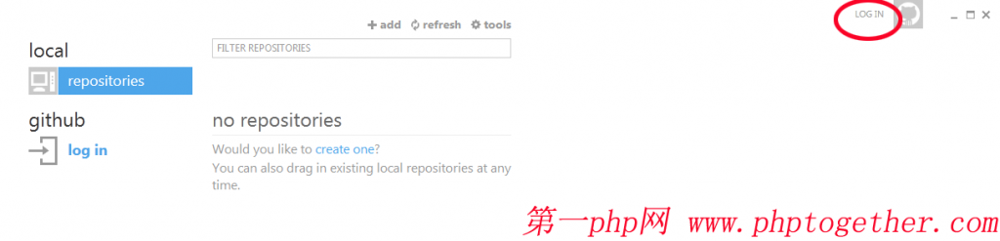 LOG IN
add refresh tools
local
FILTER REPOSITORIES
repositories
github
log in
no repositories
Would you like to create one?
You can also drag in existing local repositories at any
time.
第一php网 www.phptogether.com